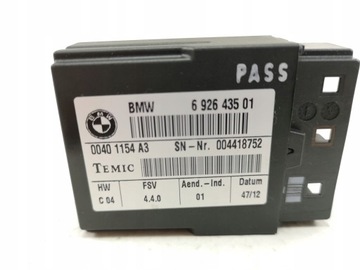 PASS
BMW 6 926 435 01
0040 1154 A3 SN-Nr. 004418752
TEMIC
HW FSV Aend.-Ind. Datum
C 04 4.4.0 01 47/12